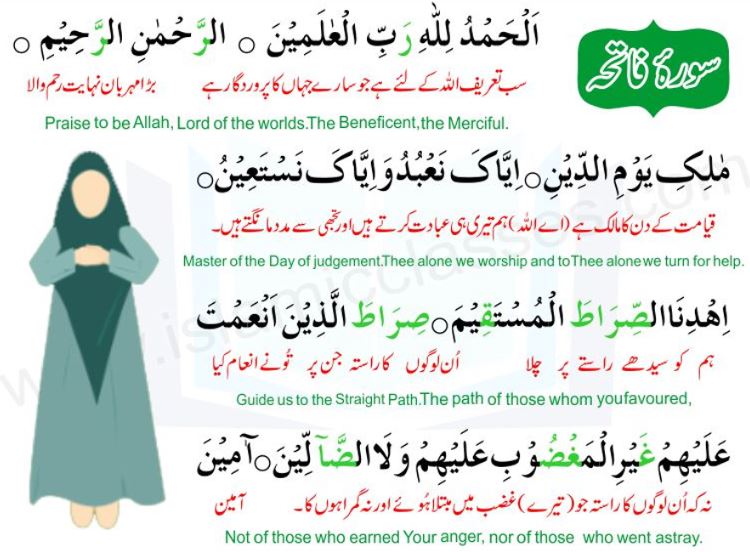 سورۃ فاتحہ
اَلْحَمْدُ لِلّٰهِ رَبِّ الْعٰلَمِیْنَ ○ الرَّحْمٰنِ الرَّحِیْمِ ○
سب تعریف اللہ کے لئے ہے جو سارے جہاں کا پروردگار ہے بڑا مہربان نہایت رحم والا
Praise to be Allah, Lord of the worlds.The Beneficent,the Merciful.
مٰلِكِ یَوْمِ الدِّیْنِ○اِیَّاکَ نَعْبُدُ وَاِیَّاکَ نَسْتَعِیْنُ○
قیامت کے دن کا مالک ہے (اے اللہ) ہم تیری ہی عبادت کرتے ہیں اور تجھی سے مدد مانگتے ہیں۔
Master of the Day of judgement.Thee alone we worship and to Thee alone we turn for help.
اِهْدِنَا الصِّرَاطَ الْمُسْتَقِیْمَ○صِرَاطَ الَّذِیْنَ اَنْعَمْتَ
ہم کو سیدھے راستے پر چلا اُن لوگوں کا راستہ جن پر تُو نے انعام کیا
Guide us to the Straight Path.The path of those whom you favoured,
عَلَیْهِمْ غَیْرِ الْمَغْضُوْبِ عَلَیْهِمْ وَلَا الضَّآلِّیْنَ○اٰمِیْنَ
نہ کہ اُن لوگوں کا راستہ جو (تیرے) غضب میں مبتلا ہوئے اور نہ گمراہوں کا۔ آمین
Not of those who earned Your anger, nor of those who went astray.
www.islamicclasses.com